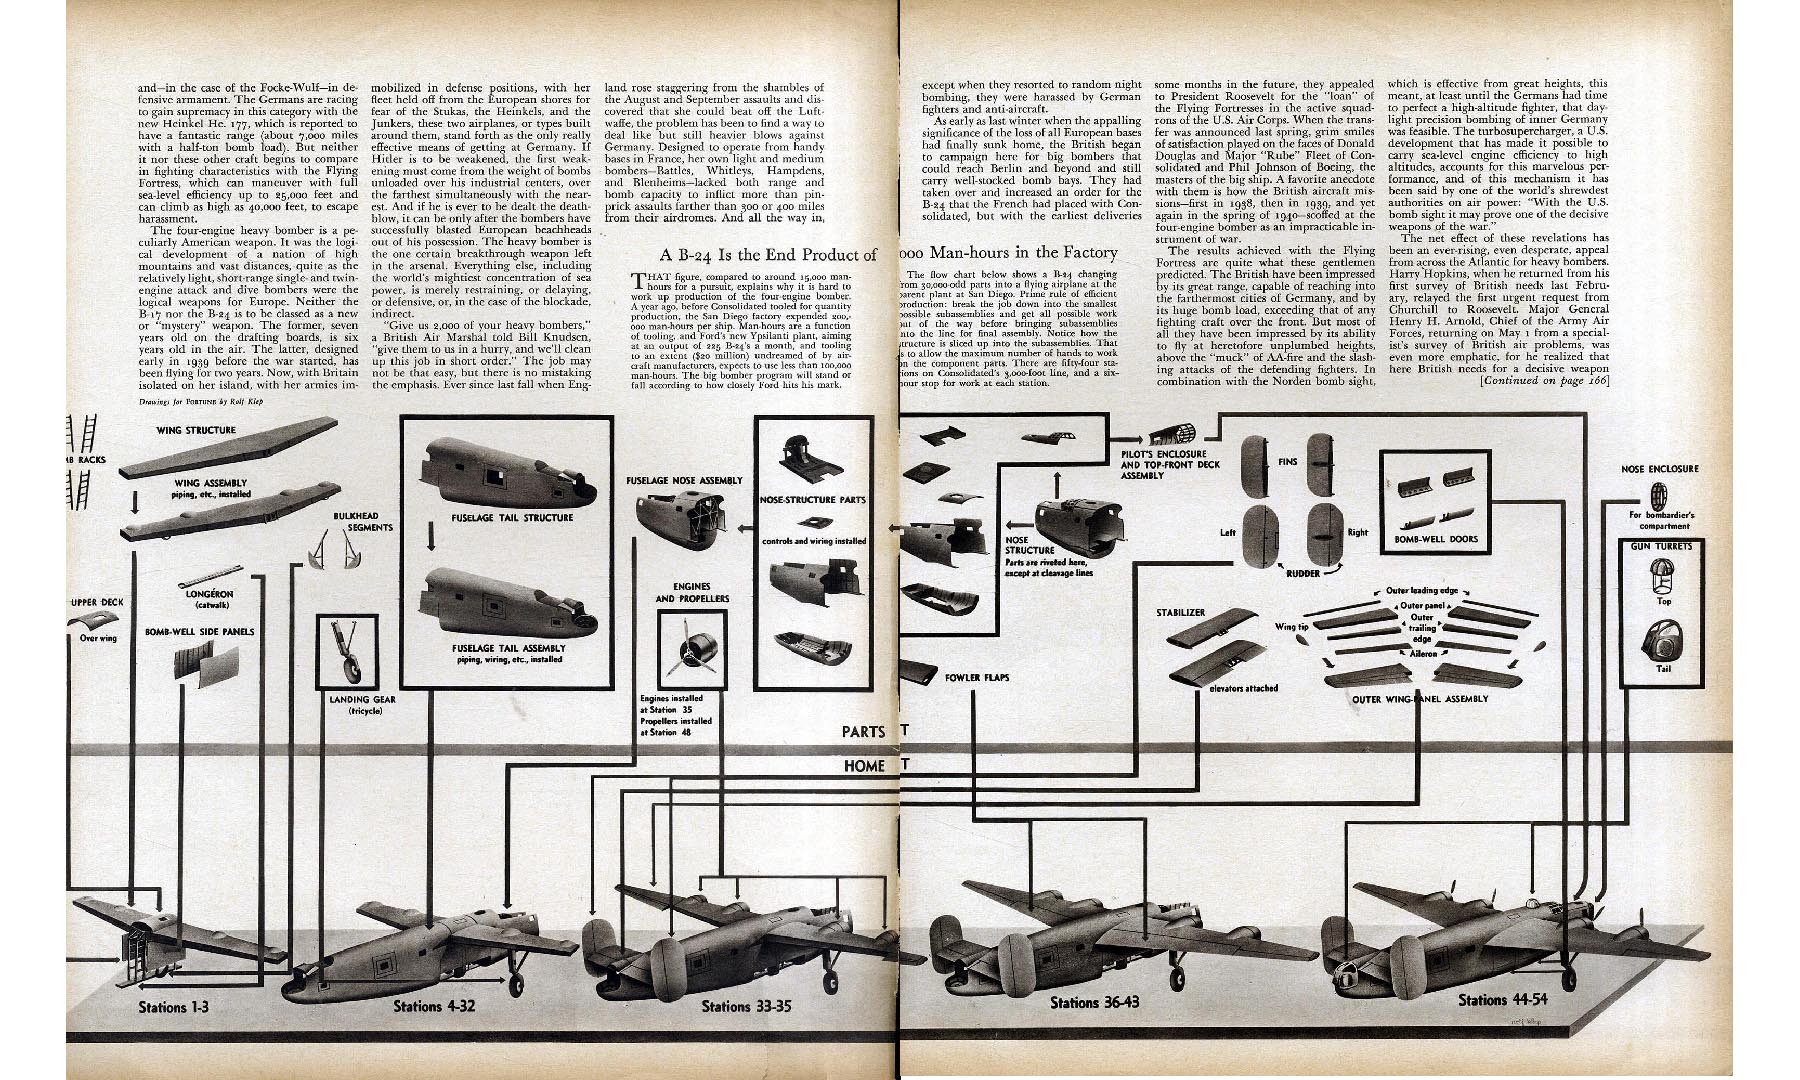 and—in the case of the Focke-Wulf—in de-
fensive armament. The Germans are racing
to gain supremacy in this category with the
new Heinkel He. 177, which is reported to
have a fantastic range (about 7,000 miles
with a half-ton bomb load). But neither
it nor these other craft begins to compare
in fighting characteristics with the Flying
Fortress, which can maneuver with full
sea-level efficiency up to 25,000 feet and
can climb as high as 40,000 feet, to escape
harassment.
The four-engine heavy bomber is a pe-
culiarly American weapon. It was the logi-
cal development of a nation of high
mountains and vast distances, quite as the
relatively light, short-range single- and twin-
engine attack and dive bombers were the
logical weapons for Europe. Neither the
B-17 nor the B-24 is to be classed as a new
or "mystery" weapon. The former, seven
years old on the drafting boards, is six
years old in the air. The latter, designed
early in 1939 before the war started, has
been flying for two years. Now, with Britain
isolated on her island, with her armies im-
mobilized in defense positions, with her
fleet held off from the European shores for
fear of the Stukas, the Heinkels, and the
Junkers, these two airplanes, or types built
around them, stand forth as the only really
effective means of getting at Germany. If
Hitler is to be weakened, the first weak-
ening must come from the weight of bombs
unloaded over his industrial centers, over
the farthest simultaneously with the near-
est. And if he is ever to be dealt the death-
blow, it can be only after the bombers have
successfully blasted European beachheads
out of his possession. The heavy bomber is
the one certain breakthrough weapon left
in the arsenal. Everything else, including
the world's mightiest concentration of sea
power, is merely restraining, or delaying,
or defensive, or, in the case of the blockade,
indirect.
"Give us 2,000 of your heavy bombers,"
a British Air Marshal told Bill Knudsen,
"give them to us in a hurry, and we'll clean
up this job in short order." The job may
not be that easy, but there is no mistaking
the emphasis. Ever since last fall when Eng-
land rose staggering from the shambles of
the August and September assaults and dis-
covered that she could beat off the Luft-
waffe, the problem has been to find a way to
deal like but still heavier blows against
Germany. Designed to operate from handy
bases in France, her own light and medium
bombers—Battles, Whitleys, Hampdens,
and Blenheims—lacked both range and
bomb capacity to inflict more than pin-
prick assaults farther than 300 or 400 miles
from their airdromes. And all the way in,
except when they resorted to random night
bombing, they were harassed by German
fighters and anti-aircraft.
As early as last winter when the appalling
significance of the loss of all European bases
had finally sunk home, the British began
to campaign here for big bombers that
could reach Berlin and beyond and still
carry well-stocked bomb bays. They had
taken over and increased an order for the
B-24 that the French had placed with Con-
solidated, but with the earliest deliveries
some months in the future, they appealed
to President Roosevelt for the "loan" of
the Flying Fortresses in the active squad-
rons of the U.S. Air Corps. When the trans-
fer was announced last spring, grim smiles
of satisfaction played on the faces of Donald
Douglas and Major "Rube" Fleet of Con-
solidated and Phil Johnson of Boeing, the
masters of the big ship. A favorite anecdote
with them is how the British aircraft mis-
sions—first in 1938, then in 1939, and yet
again in the spring of 1940—scoffed at the
four-engine bomber as an impracticable in-
strument of war.
The results achieved with the Flying
Fortress are quite what these gentlemen
predicted. The British have been impressed
by its great range, capable of reaching into
the farthermost cities of Germany, and by
its huge bomb load, exceeding that of any
fighting craft over the front. But most of
all they have been impressed by its ability
to fly at heretofore unplumbed heights,
above the "muck" of AA-fire and the slash-
ing attacks of the defending fighters. In
combination with the Norden bomb sight,
which is effective from great heights, this
meant, at least until the Germans had time
to perfect a high-altitude fighter, that day-
light precision bombing of inner Germany
was feasible. The turbosupercharger, a U.S.
development that has made it possible to
carry sea-level engine efficiency to high
altitudes, accounts for this marvelous per-
formance, and of this mechanism it has
been said by one of the world's shrewdest
authorities on air power: "With the U.S.
bomb sight it may prove one of the decisive
weapons of the war."
The net effect of these revelations has
been an ever-rising, even desperate, appeal
from across the Atlantic for heavy bombers.
Harry Hopkins, when he returned from his
first survey of British needs last Febru-
ary, relayed the first urgent request from
Churchill to Roosevelt. Major General
Henry H. Arnold, Chief of the Army Air
Forces, returning on May 1 from a special-
ist's survey of British air problems, was
even more emphatic, for he realized that
here British needs for a decisive weapon
[Continued on page 166]
A B-24 Is the End Product of
000 Man-hours in the Factory
THAT figure, compared to around 15,000 man-
hours for a pursuit, explains why it is hard to
work up production of the four-engine bomber.
A year ago, before Consolidated tooled for quantity
production, the San Diego factory expended 200,-
000 man-hours per ship. Man-hours are a function
of tooling, and Ford's new Ypsilanti plant, aiming
at an output of 225 B-24's a month, and tooling
to an extent ($20 million) undreamed of by air-
craft manufacturers, expects to use less than 100,000
man-hours. The big bomber program will stand or
fall according to how closely Ford hits his mark.
The flow chart below shows a B-24 changing
rom 30,000-odd parts into a flying airplane at the
parent plant at San Diego. Prime rule of efficient
production: break the job down into the smallest
possible subassemblies and get all possible work
out of the way before bringing subassemblies
nto the line for final assembly. Notice how the
tructure is sliced up into the subassemblies. That
s to allow the maximum number of hands to work
on the component parts. There are fifty-four sta-
ions on Consolidated's 3,000-foot line, and a six-
hour stop for work at each station.
Drawings for FORTUNE by Rolf Klep
WING STRUCTURE
B RACKS
WING ASSEMBLY
piping, etc., installed
BULKHEAD
SEGMENTS
LONGERON
(catwalk)
UPPER DECK
Over wing
BOMB-WELL SIDE PANELS
LANDING GEAR
(tricycle)
FUSELAGE TAIL STRUCTURE
FUSELAGE TAIL ASSEMBLY
piping, wiring, etc., installed
FUSELAGE NOSE ASSEMBLY
ENGINES
AND PROPELLERS
Engines installed
at Station 35
Propellers installed
at Station 48
NOSE-STRUCTURE PARTS
controls and wiring installed
PILOT'S ENCLOSURE
AND TOP-FRONT DECK
ASSEMBLY
NOSE
STRUCTURE
Parts are riveted here,
except at cleavage lines
FOWLER FLAPS
FINS
Left
Right
RUDDER
BOMB-WELL DOORS
STABILIZER
elevators attached
Outer leading edge
Outer panel
Wing tip
Outer
trailing
edge
Aileron
OUTER WING-PANEL ASSEMBLY
NOSE ENCLOSURE
For bombardier's
compartment
GUN TURRETS
Top
Tail
PARTS T
HOME T
Stations 1-3
Stations 4-32
Stations 33-35
Stations 36-43
Stations 44-54